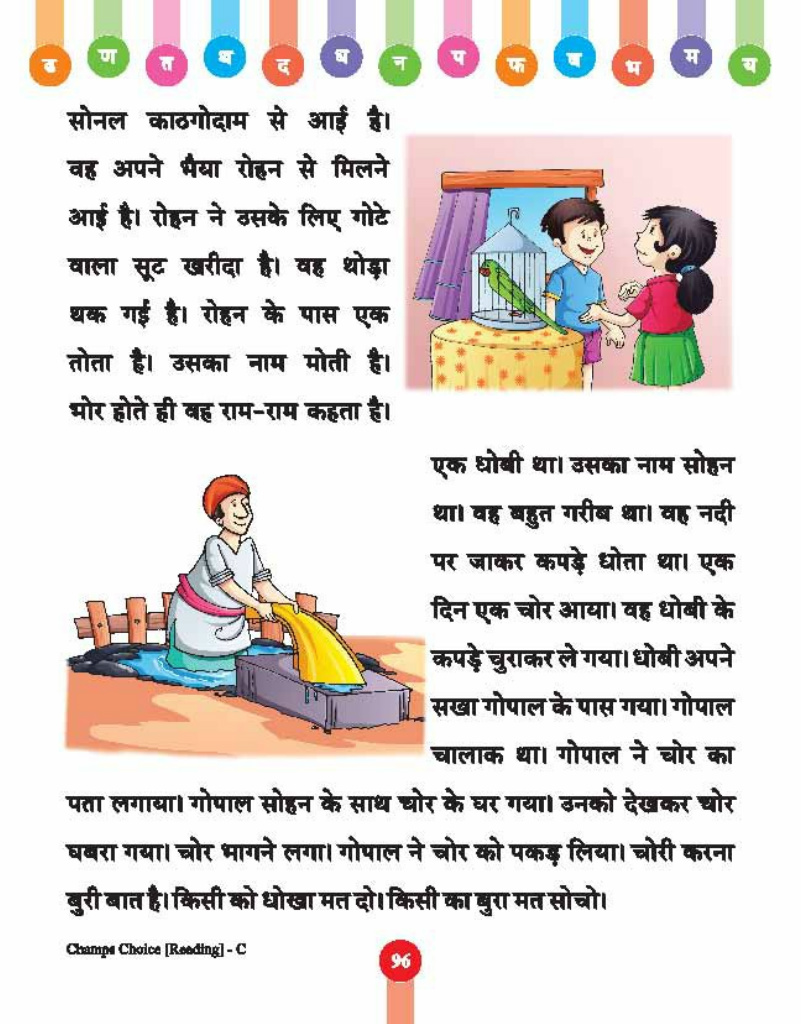 ढ ण त थ द ध न प फ ब भ म य
सोनल काठगोदाम से आई है।
वह अपने भैया रोहन से मिलने
आई है। रोहन ने उसके लिए गोटे
वाला सूट खरीदा है। वह थोड़ा
थक गई है। रोहन के पास एक
तोता है। उसका नाम मोती है।
भोर होते ही वह राम-राम कहता है।
एक धोबी था। उसका नाम सोहन
था। वह बहुत गरीब था। वह नदी
पर जाकर कपड़े धोता था। एक
दिन एक चोर आया। वह धोबी के
कपड़े चुराकर ले गया। धोबी अपने
सखा गोपाल के पास गया। गोपाल
चालाक था। गोपाल ने चोर का
पता लगाया। गोपाल सोहन के साथ चोर के घर गया। उनको देखकर चोर
घबरा गया। चोर भागने लगा। गोपाल ने चोर को पकड़ लिया। चोरी करना
बुरी बात है। किसी को धोखा मत दो। किसी का बुरा मत सोचो।
Champs Choice [Reading] - C
96